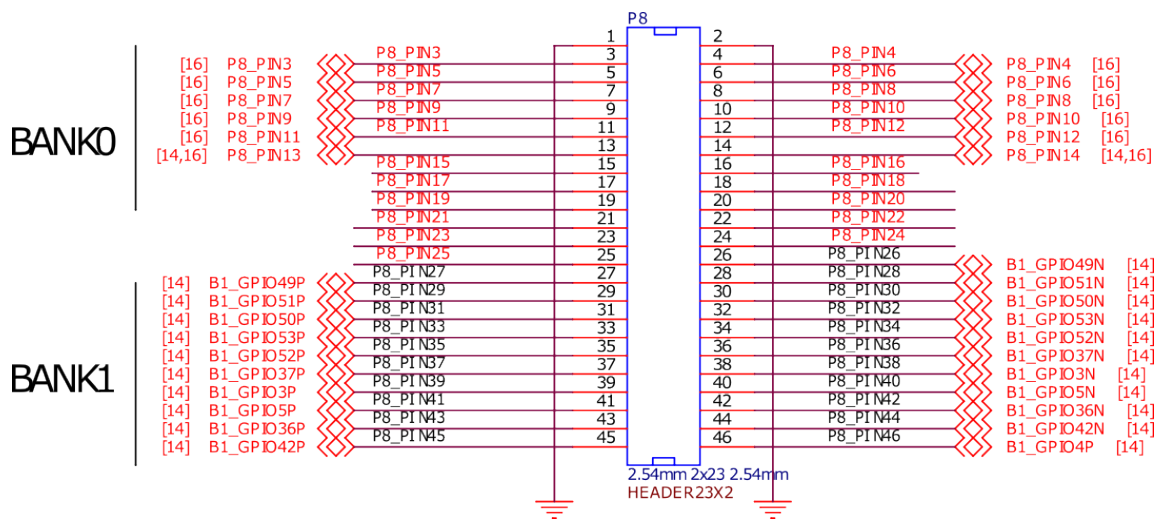 P8
1 2
P8_PIN3 3 4 P8_PIN4
[16] P8_PIN3 P8_PIN4 [16]
P8_PIN5 5 6 P8_PIN6
[16] P8_PIN5 P8_PIN6 [16]
P8_PIN7 7 8 P8_PIN8
[16] P8_PIN7 P8_PIN8 [16]
P8_PIN9 9 10 P8_PIN10
[16] P8_PIN9 P8_PIN10 [16]
P8_PIN11 11 12 P8_PIN12
[16] P8_PIN11 P8_PIN12 [16]
BANK0
13 14
[14,16] P8_PIN13 P8_PIN14 [14,16]
P8_PIN15 15 16 P8_PIN16
P8_PIN17 17 18 P8_PIN18
P8_PIN19 19 20 P8_PIN20
P8_PIN21 21 22 P8_PIN22
P8_PIN23 23 24 P8_PIN24
P8_PIN25 25 26 P8_PIN26
B1_GPIO49N [14]
P8_PIN27 27 28 P8_PIN28
[14] B1_GPIO49P B1_GPIO51N [14]
P8_PIN29 29 30 P8_PIN30
[14] B1_GPIO51P B1_GPIO50N [14]
P8_PIN31 31 32 P8_PIN32
[14] B1_GPIO50P B1_GPIO53N [14]
P8_PIN33 33 34 P8_PIN34
[14] B1_GPIO53P B1_GPIO52N [14]
P8_PIN35 35 36 P8_PIN36
[14] B1_GPIO52P B1_GPIO37N [14]
P8_PIN37 37 38 P8_PIN38
BANK1
[14] B1_GPIO37P B1_GPIO3N [14]
P8_PIN39 39 40 P8_PIN40
[14] B1_GPIO3P B1_GPIO5N [14]
P8_PIN41 41 42 P8_PIN42
[14] B1_GPIO5P B1_GPIO36N [14]
P8_PIN43 43 44 P8_PIN44
[14] B1_GPIO36P B1_GPIO42N [14]
P8_PIN45 45 46 P8_PIN46
[14] B1_GPIO42P B1_GPIO4P [14]
2.54mm 2x23 2.54mm
HEADER23X2